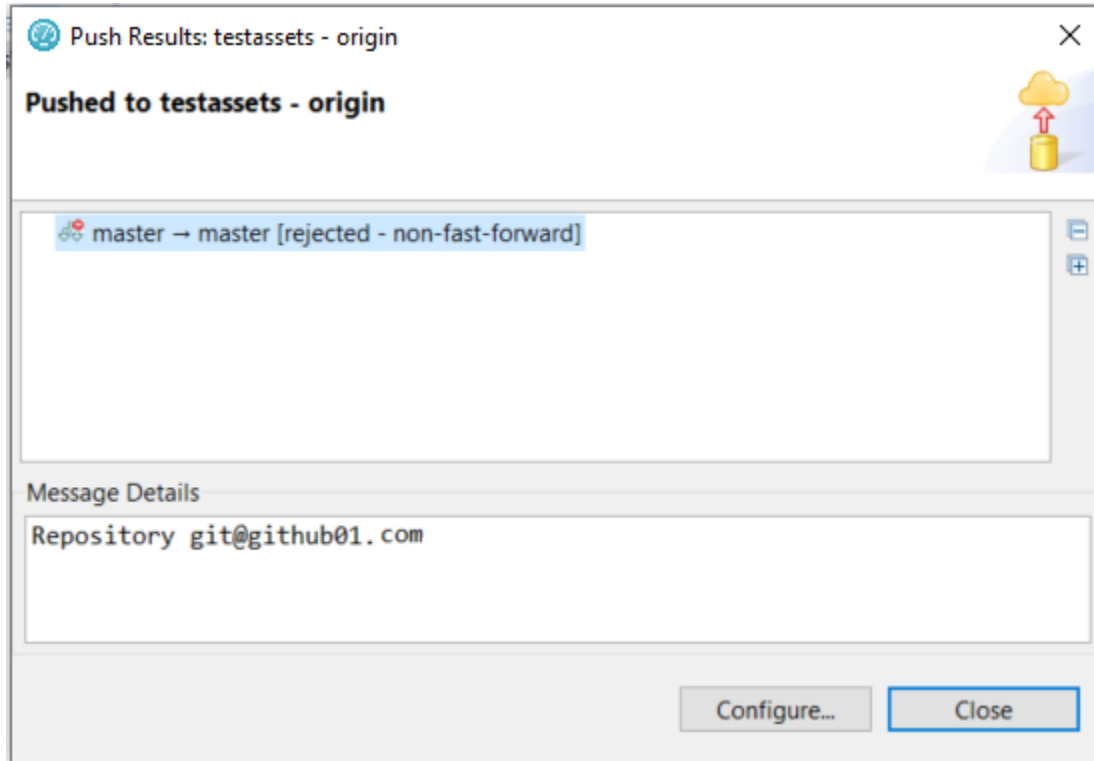 Push Results: testassets - origin
Pushed to testassets - origin
master → master [rejected - non-fast-forward]
Message Details
Repository git@github01.com
Configure...
Close